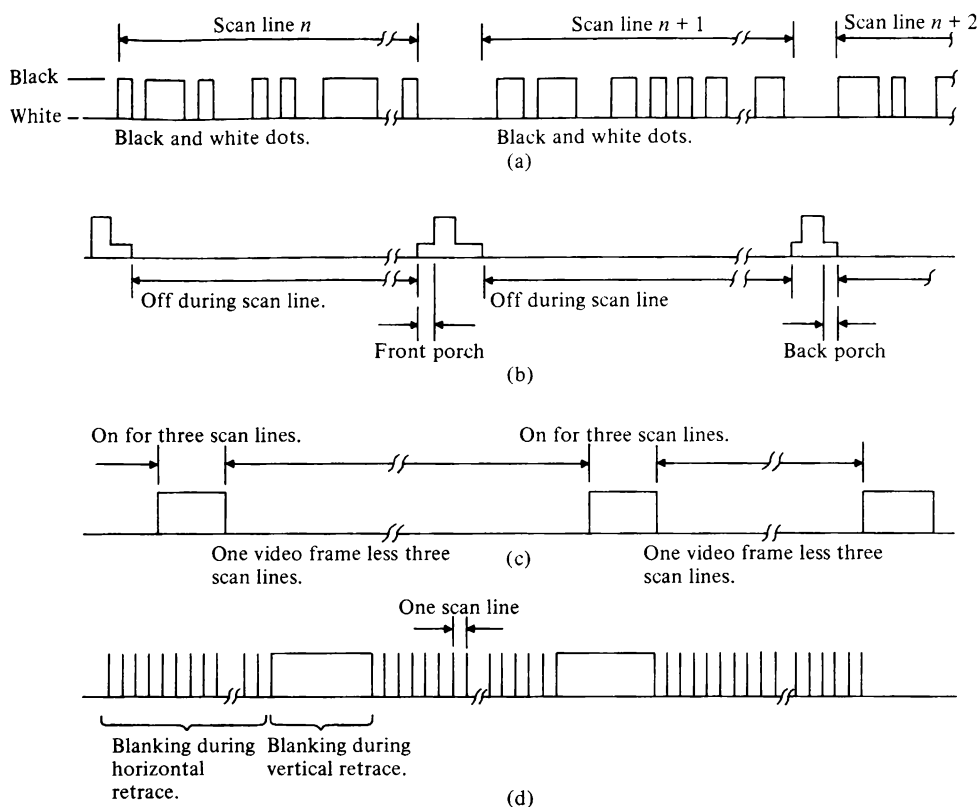 Scan line n
Scan line n + 1
Scan line n + 2
Black
White
Black and white dots.
Black and white dots.
(a)
Off during scan line.
Off during scan line
Front porch
Back porch
(b)
On for three scan lines.
On for three scan lines.
One video frame less three
scan lines.
(c)
One video frame less three
scan lines.
One scan line
Blanking during
horizontal
retrace.
Blanking during
vertical retrace.
(d)